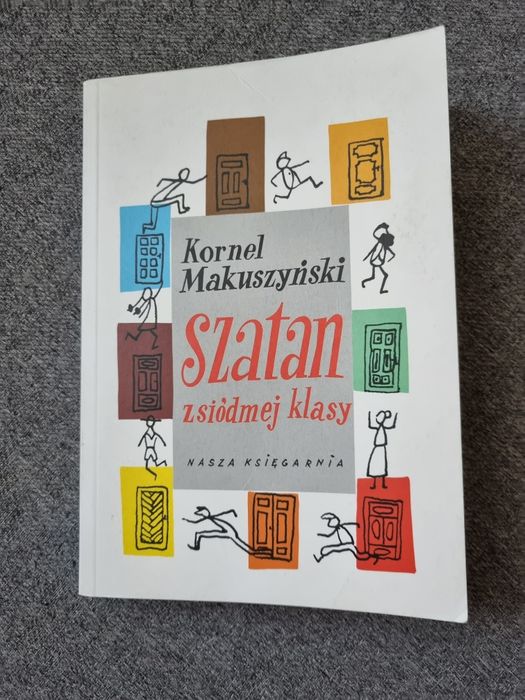 Kornel
Makuszyński
Szatan
z siódmej klasy
NASZA KSIĘGARNIA